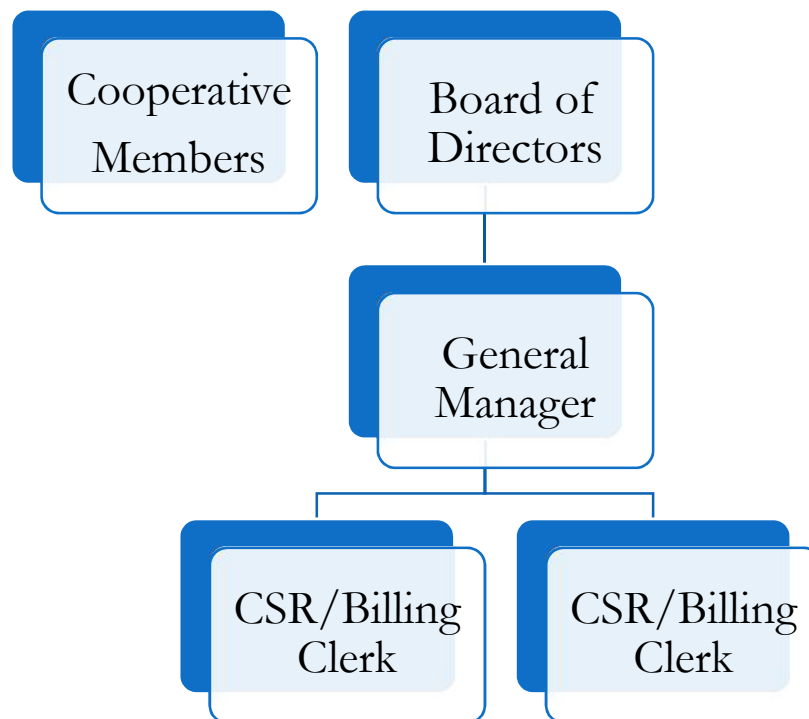 Cooperative
Members
Board of
Directors
General
Manager
CSR/Billing
Clerk
CSR/Billing
Clerk